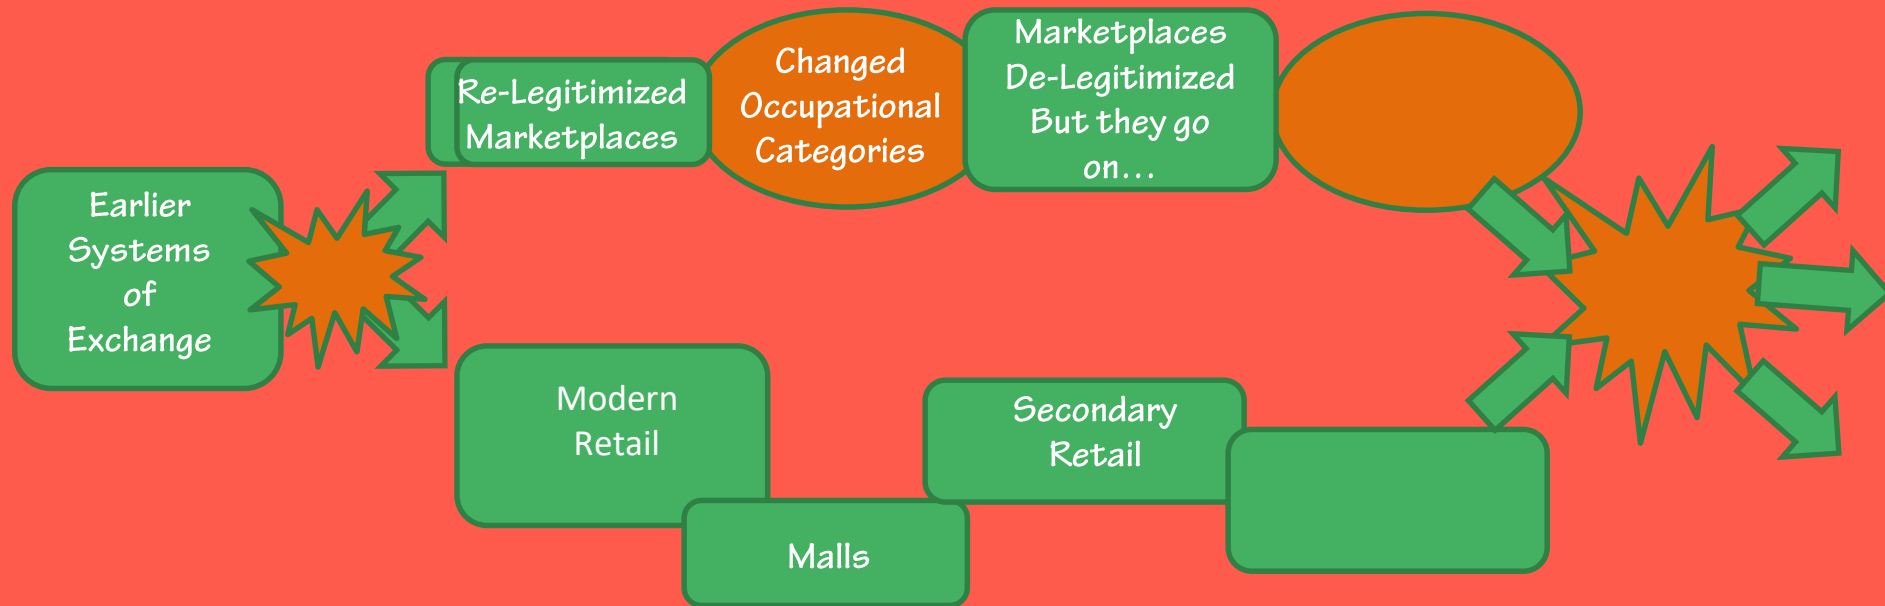 Earlier
Systems
of
Exchange
Re-Legitimized
Marketplaces
Changed
Occupational
Categories
Marketplaces
De-Legitimized
But they go
on...
Modern
Retail
Malls
Secondary
Retail